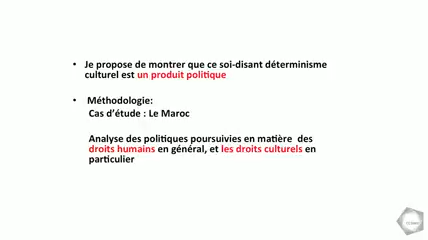 • Je propose de montrer que ce soi-disant déterminisme
culturel est un produit politique
• Méthodologie:
Cas d'étude : Le Maroc
Analyse des politiques poursuivies en matière des
droits humains en général, et les droits culturels en
particulier